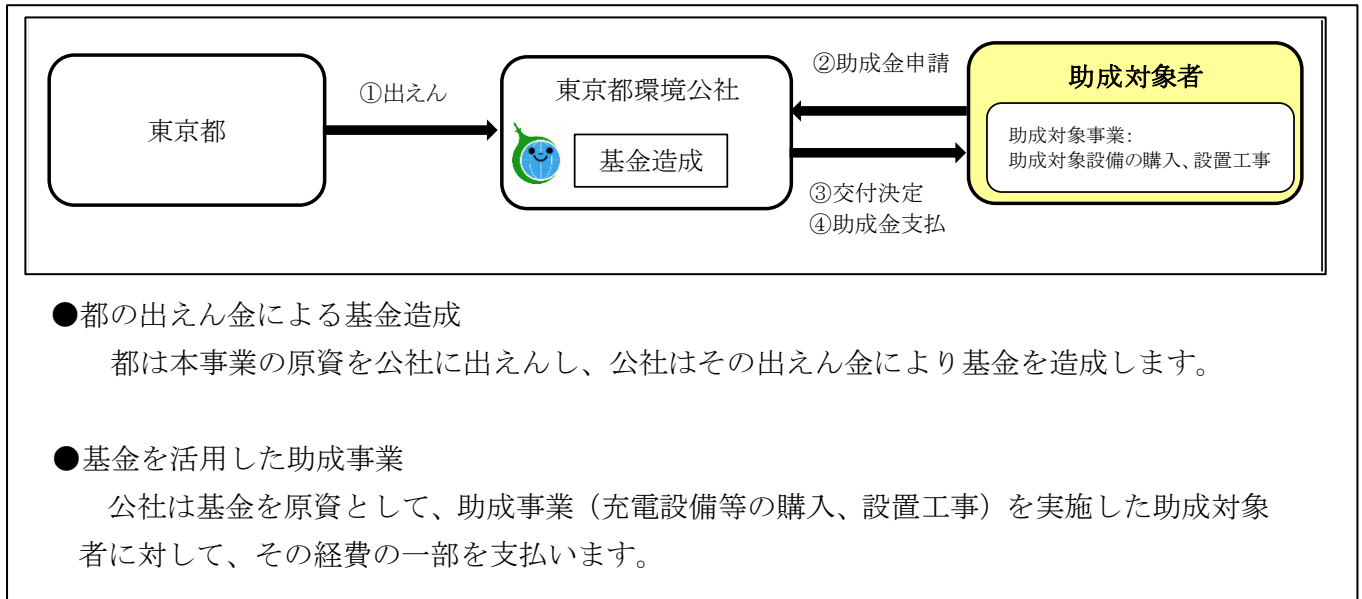 東京都
①出えん
東京都環境公社
基金造成
②助成金申請
③交付決定
④助成金支払
助成対象者
助成対象事業:
助成対象設備の購入、設置工事
●都の出えん金による基金造成
都は本事業の原資を公社に出えんし、公社はその出えん金により基金を造成します。
●基金を活用した助成事業
公社は基金を原資として、助成事業（充電設備等の購入、設置工事）を実施した助成対象
者に対して、その経費の一部を支払います。